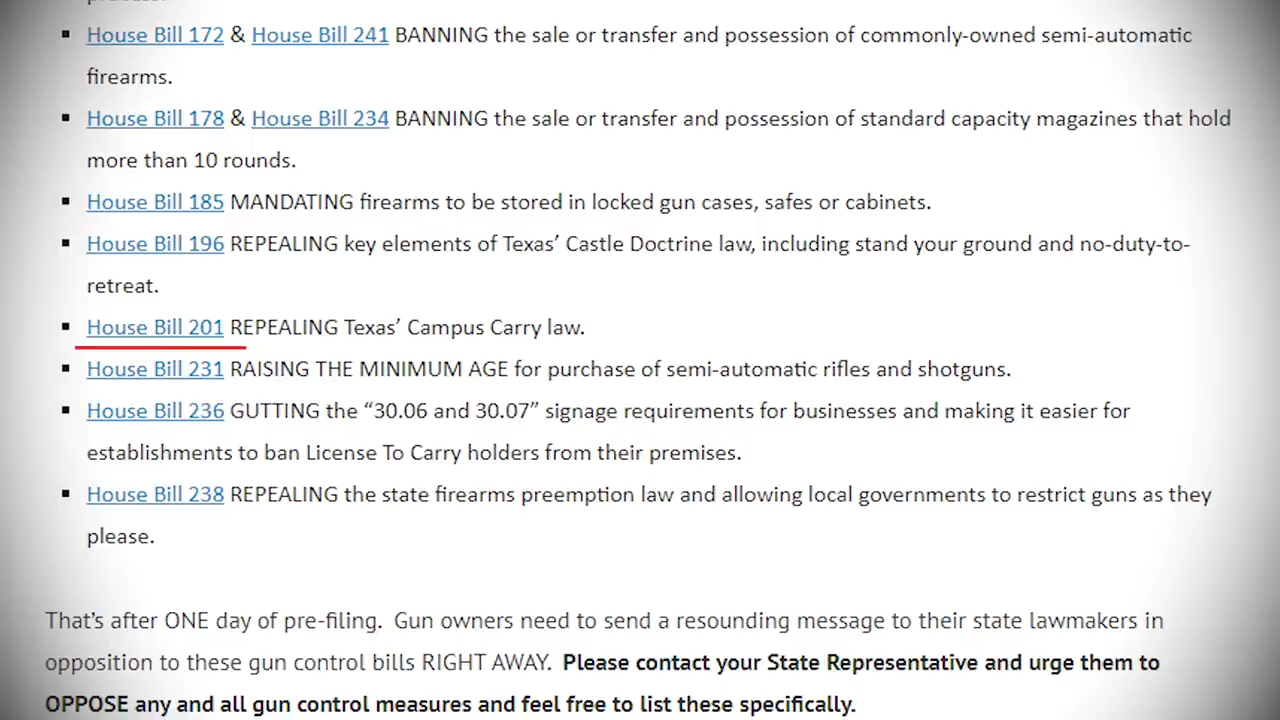 House Bill 172 & House Bill 241 BANNING the sale or transfer and possession of commonly-owned semi-automatic
firearms.
House Bill 178 & House Bill 234 BANNING the sale or transfer and possession of standard capacity magazines that hold
more than 10 rounds.
House Bill 185 MANDATING firearms to be stored in locked gun cases, safes or cabinets.
House Bill 196 REPEALING key elements of Texas’ Castle Doctrine law, including stand your ground and no-duty-to-
retreat.
House Bill 201 REPEALING Texas’ Campus Carry law.
House Bill 231 RAISING THE MINIMUM AGE for purchase of semi-automatic rifles and shotguns.
House Bill 236 GUTTING the “30.06 and 30.07” signage requirements for businesses and making it easier for
establishments to ban License To Carry holders from their premises.
House Bill 238 REPEALING the state firearms preemption law and allowing local governments to restrict guns as they
please.
That’s after ONE day of pre-filing. Gun owners need to send a resounding message to their state lawmakers in
opposition to these gun control bills RIGHT AWAY. Please contact your State Representative and urge them to
OPPOSE any and all gun control measures and feel free to list these specifically.